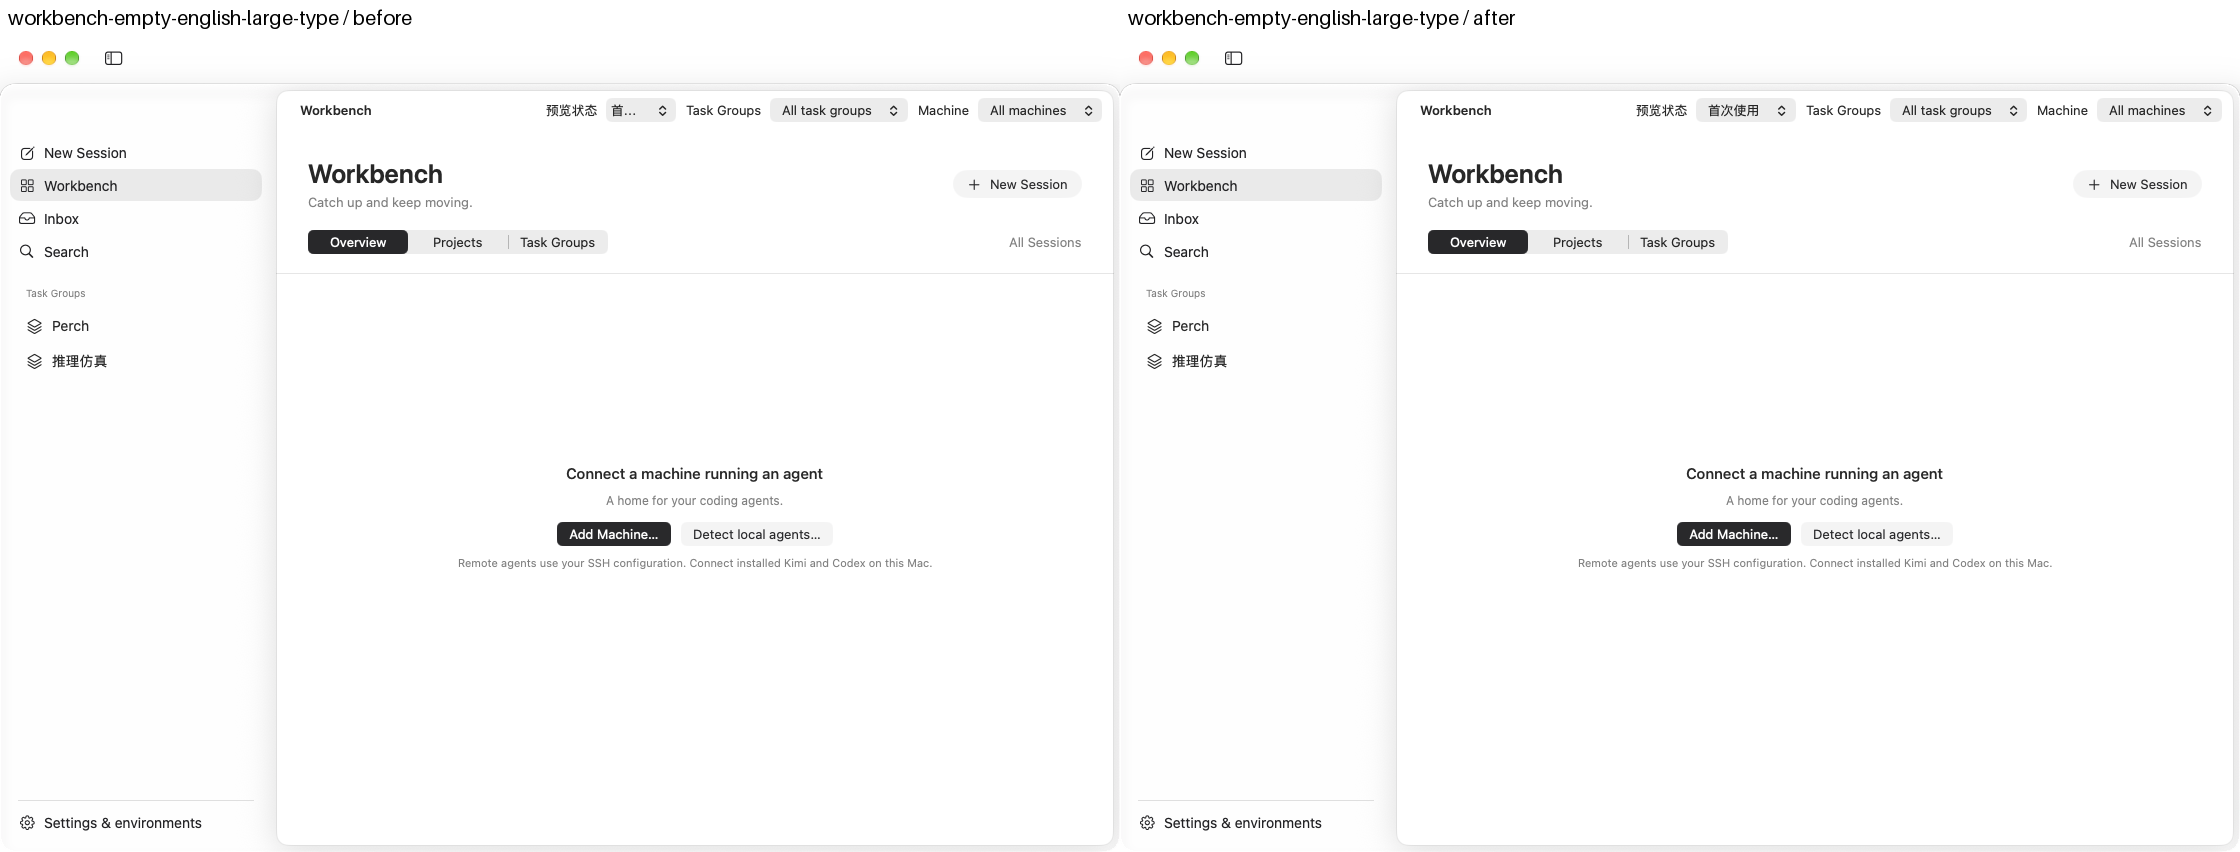 workbench-empty-english-large-type / before
Workbench
预览状态 首... Task Groups All task groups Machine All machines
New Session
Workbench
Inbox
Search
Task Groups
Perch
推理仿真
Settings & environments
Workbench
Catch up and keep moving.
New Session
Overview Projects Task Groups
All Sessions
Connect a machine running an agent
A home for your coding agents.
Add Machine... Detect local agents...
Remote agents use your SSH configuration. Connect installed Kimi and Codex on this Mac.
workbench-empty-english-large-type / after
Workbench
预览状态 首次使用 Task Groups All task groups Machine All machines
New Session
Workbench
Inbox
Search
Task Groups
Perch
推理仿真
Settings & environments
Workbench
Catch up and keep moving.
New Session
Overview Projects Task Groups
All Sessions
Connect a machine running an agent
A home for your coding agents.
Add Machine... Detect local agents...
Remote agents use your SSH configuration. Connect installed Kimi and Codex on this Mac.